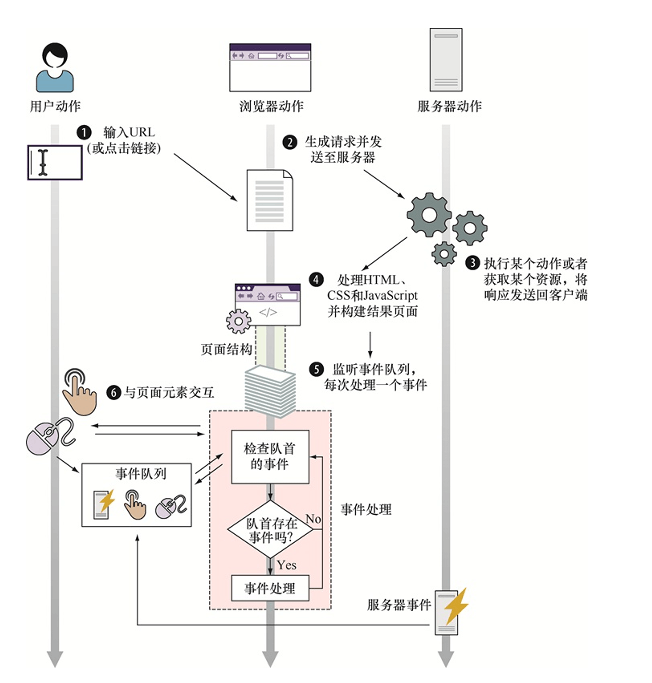 用户动作
浏览器动作
服务器动作
❶ 输入URL
(或点击链接)
❷ 生成请求并发
送至服务器
❸ 执行某个动作或者
获取某个资源，将
响应发送回客户端
❹ 处理HTML、
CSS和JavaScript
并构建结果页面
</>
页面结构
❺ 监听事件队列，
每次处理一个事件
❻ 与页面元素交互
检查队首
的事件
事件队列
事件处理
队首存在
事件吗?
No
Yes
事件处理
服务器事件